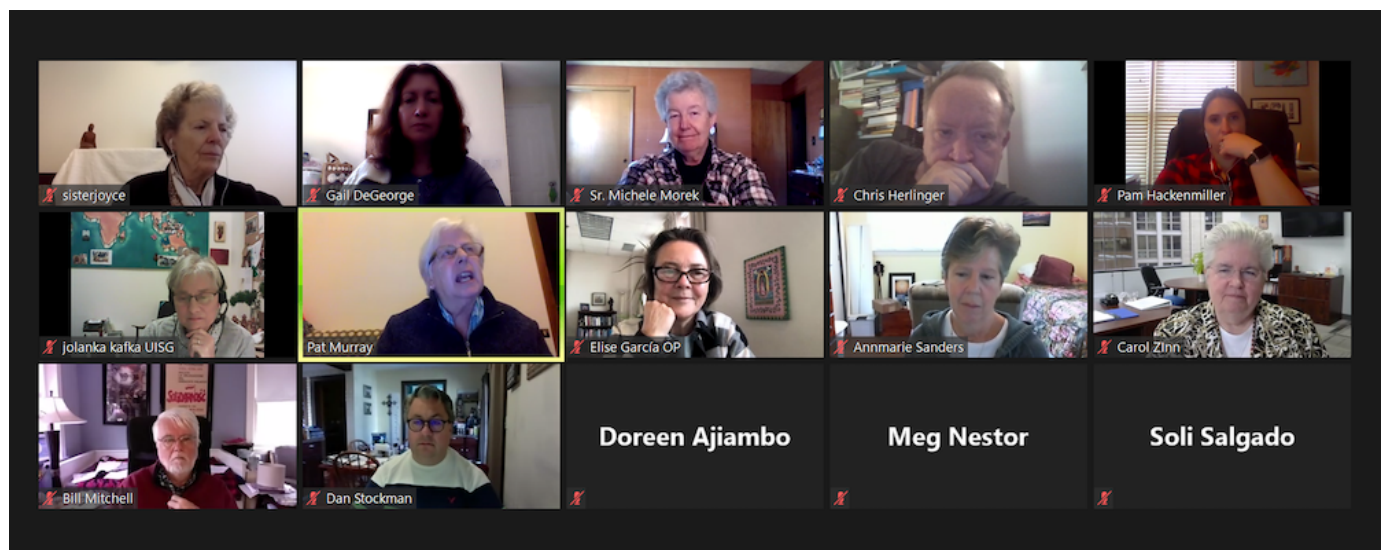 sisterjoyce
Gail DeGeorge
Sr. Michele Morek
Chris Herlinger
Pam Hackenmiller
jolanka kafka UISG
Pat Murray
Elise García OP
Annmarie Sanders
Carol ZInn
SOLIDARNOŚĆ
Bill Mitchell
Dan Stockman
Doreen Ajiambo
Meg Nestor
Soli Salgado